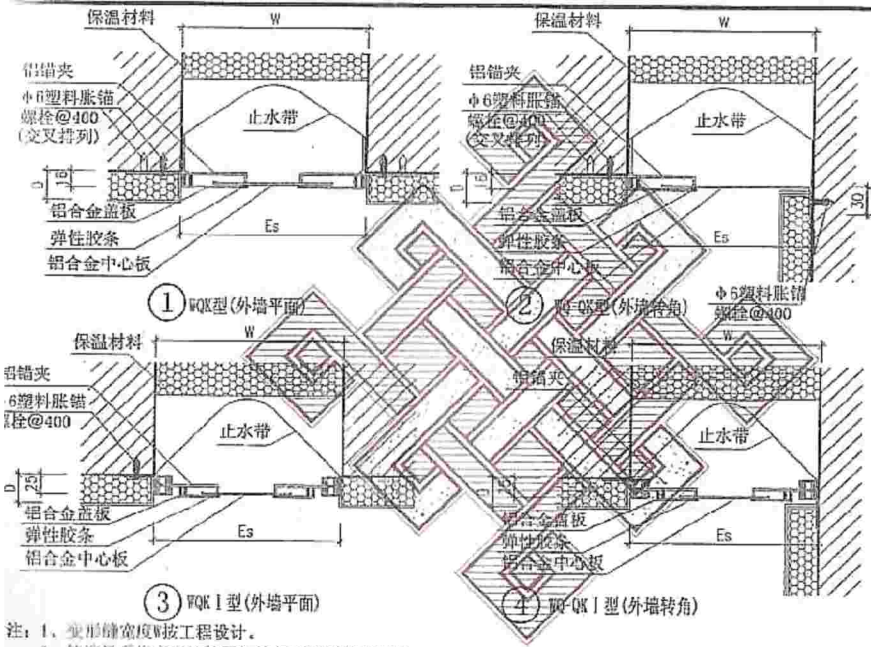 保温材料
W
铝锚夹
Φ6塑料胀锚
螺栓@400
(交叉排列)
止水带
D
16
铝合金盖板
弹性胶条
铝合金中心板
Es
① WQK型(外墙平面)
保温材料
W
铝锚夹
Φ6塑料胀锚
螺栓@400
(交叉排列)
止水带
D
16
30
铝合金盖板
弹性胶条
铝合金中心板
Es
Φ6塑料胀锚
螺栓@400
② WQ-QK型(外墙转角)
保温材料
W
铝锚夹
6塑料胀锚
螺栓@400
止水带
D
25
铝合金盖板
弹性胶条
铝合金中心板
Es
③ WQKⅠ型(外墙平面)
保温材料
W
铝锚夹
止水带
D
铝合金盖板
弹性胶条
铝合金中心板
Es
④ WQ-QKⅠ型(外墙转角)
注: 1、变形缝宽度W按工程设计。